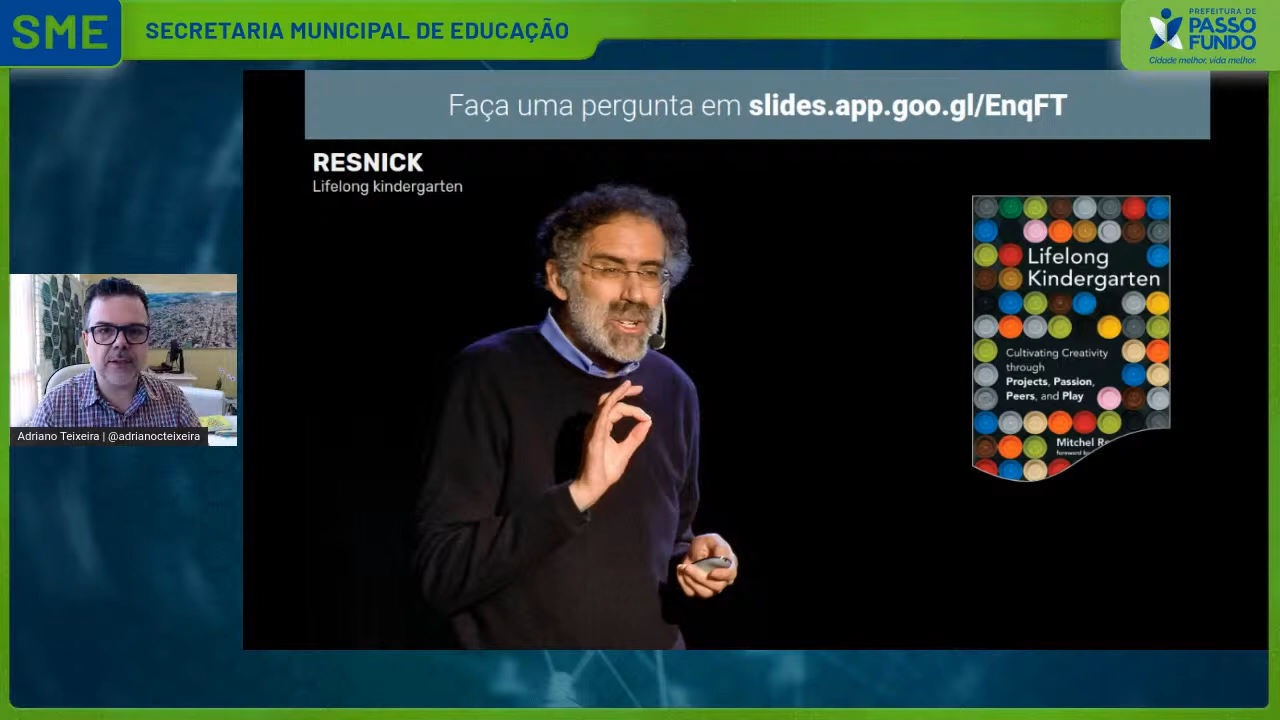 SME
SECRETARIA MUNICIPAL DE EDUCAÇÃO
PREFEITURA DE
PASSO
FUNDO
Cidade melhor, vida melhor.
Faça uma pergunta em slides.app.goo.gl/EnqFT
RESNICK
Lifelong kindergarten
Lifelong
Kindergarten
Cultivating Creativity
through
Projects, Passion,
Peers, and Play
Mitchel
foreword
Adriano Teixeira | @adrianocteixeira